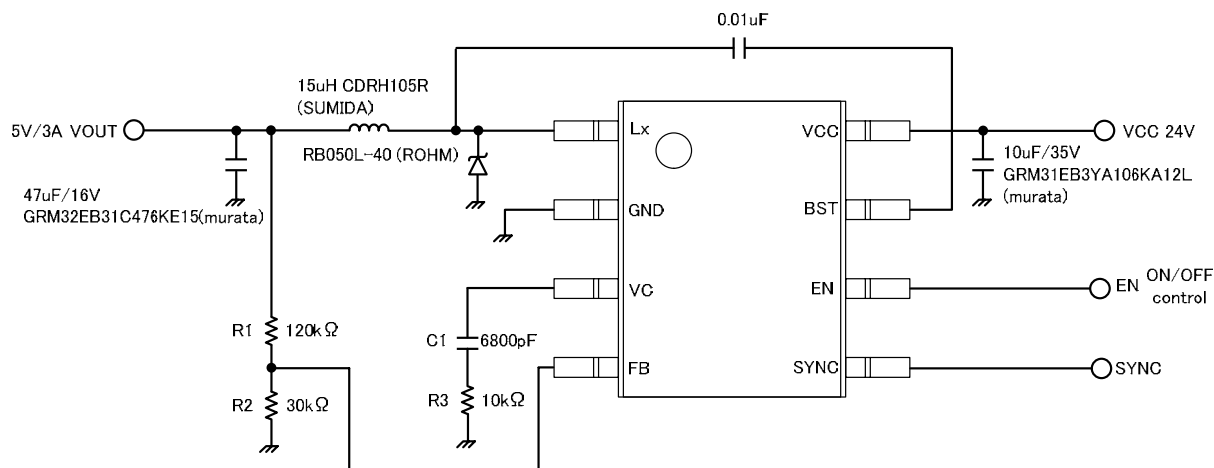 0.01uF
15uH CDRH105R
(SUMIDA)
5V/3A VOUT
Lx
VCC
VCC 24V
RB050L-40 (ROHM)
10uF/35V
GRM31EB3YA106KA12L
(murata)
47uF/16V
GRM32EB31C476KE15(murata)
GND
BST
VC
EN
EN
ON/OFF
control
R1
120kΩ
C1
6800pF
FB
SYNC
SYNC
R2
30kΩ
R3
10kΩ